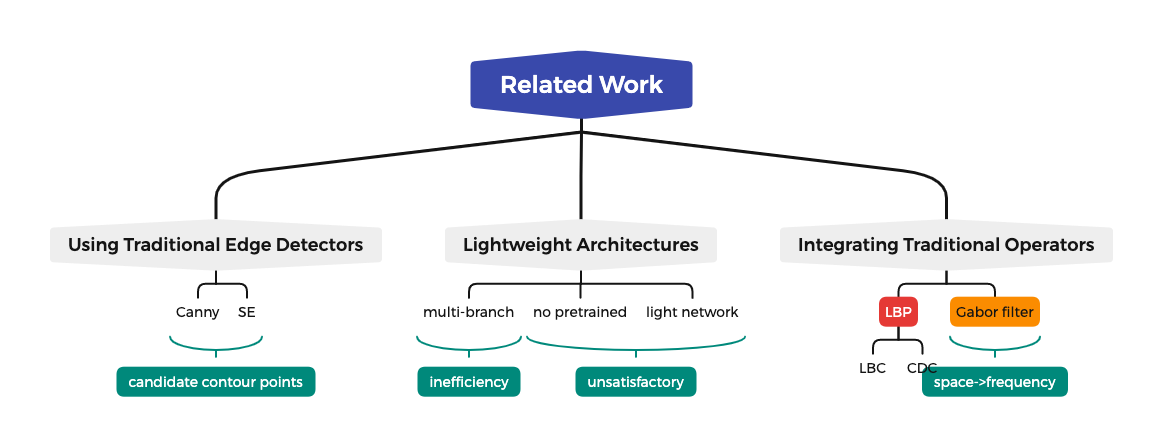 Related Work
Using Traditional Edge Detectors
Lightweight Architectures
Integrating Traditional Operators
Canny
SE
multi-branch
no pretrained
light network
LBP
Gabor filter
LBC
CDC
candidate contour points
inefficiency
unsatisfactory
space->frequency